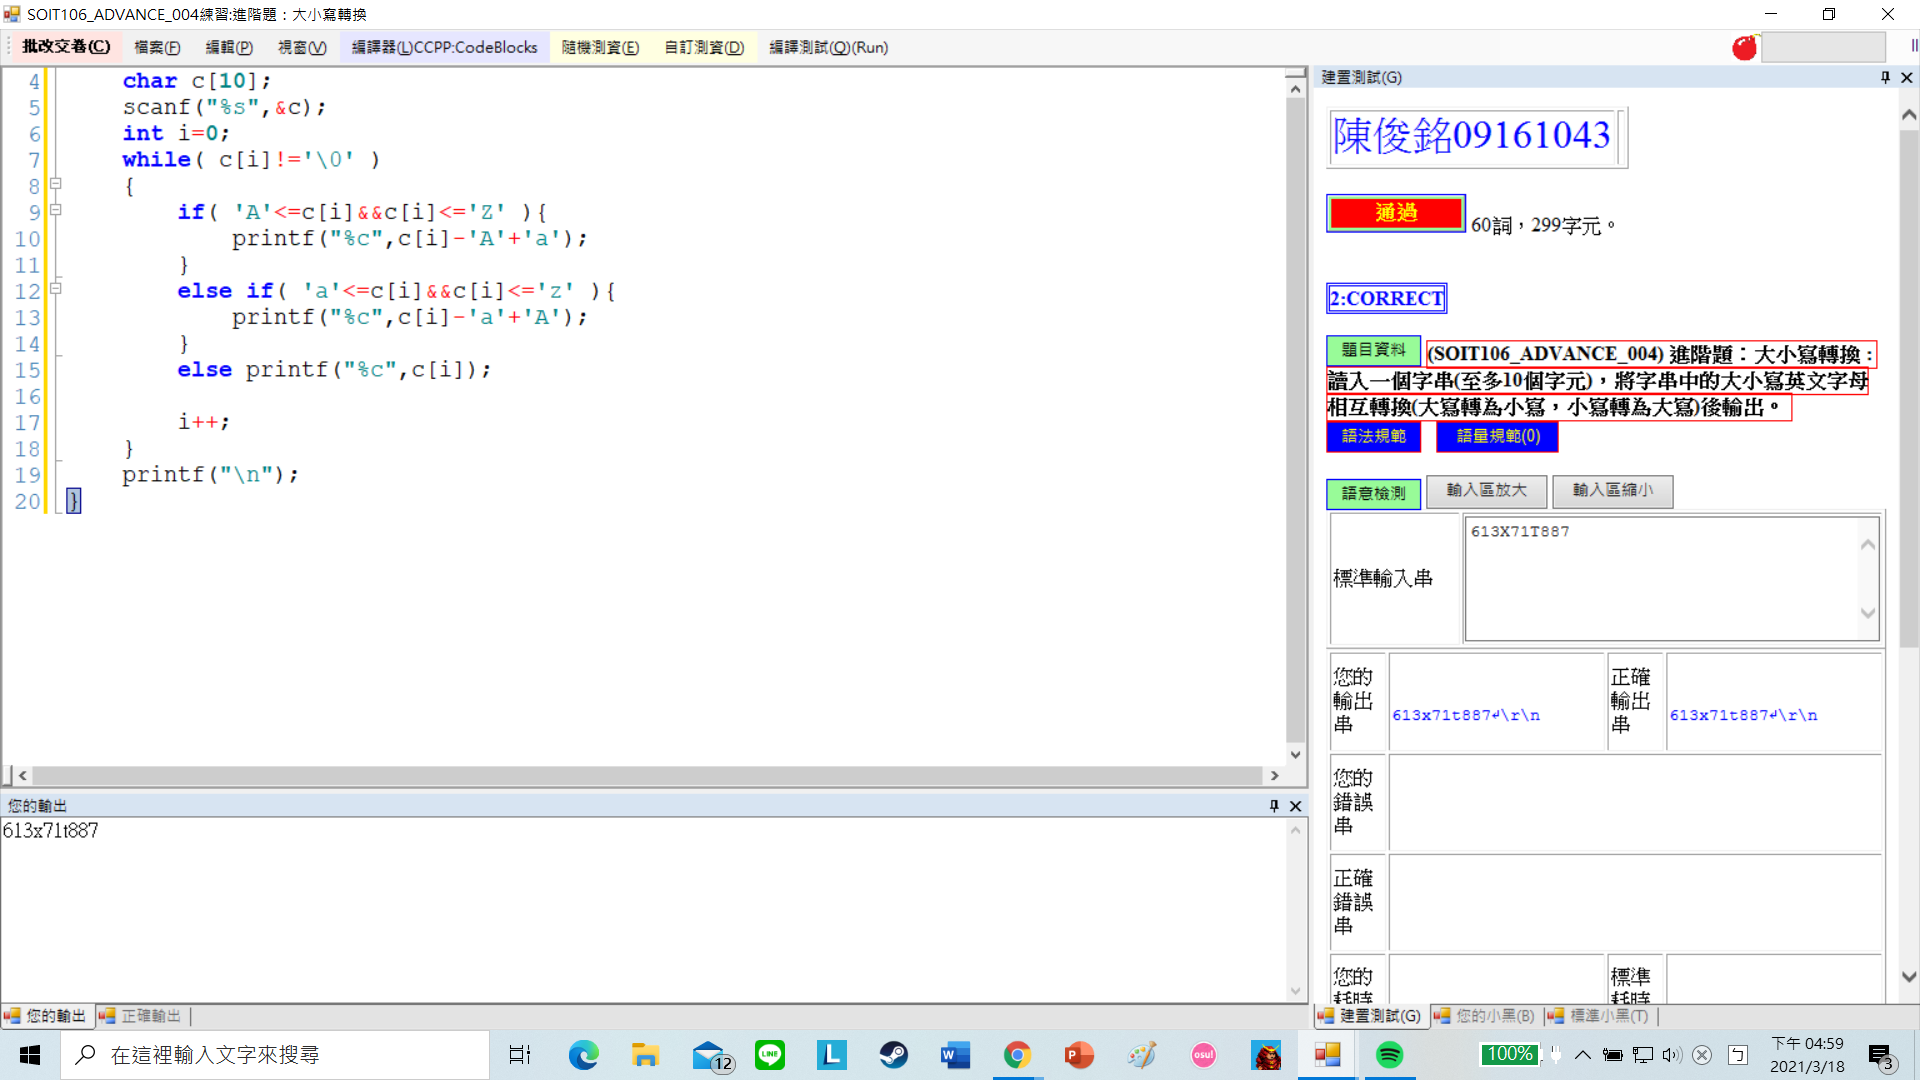 SOIT106_ADVANCE_004練習:進階題：大小寫轉換
批改交卷(C) 檔案(F) 編輯(P) 視窗(V) 編譯器(L)CCPP:CodeBlocks 隨機測資(E) 自訂測資(D) 編譯測試(Q)(Run)
4 char c[10];
5 scanf("%s",&c);
6 int i=0;
7 while( c[i]!='\0' )
8 {
9 if( 'A'<=c[i]&&c[i]<='Z' ){
10 printf("%c",c[i]-'A'+'a');
11 }
12 else if( 'a'<=c[i]&&c[i]<='z' ){
13 printf("%c",c[i]-'a'+'A');
14 }
15 else printf("%c",c[i]);
16
17 i++;
18 }
19 printf("\n");
20 }
您的輸出
613x71t887
您的輸出 正確輸出
建置測試(G)
陳俊銘09161043
通過 60詞，299字元。
2:CORRECT
題目資料 (SOIT106_ADVANCE_004) 進階題：大小寫轉換：
讀入一個字串(至多10個字元)，將字串中的大小寫英文字母
相互轉換(大寫轉為小寫，小寫轉為大寫)後輸出。
語法規範 語量規範(0)
語意檢測 輸入區放大 輸入區縮小
標準輸入串 613X71T887
您的輸出串 613x71t887↲\r\n 正確輸出串 613x71t887↲\r\n
您的錯誤串
正確錯誤串
您的耗時 標準耗時
建置測試(G) 您的小黑(B) 標準小黑(T)
在這裡輸入文字來搜尋
12
LINE
L
W
P
osu!
100%
ㄅ
下午 04:59
2021/3/18
3